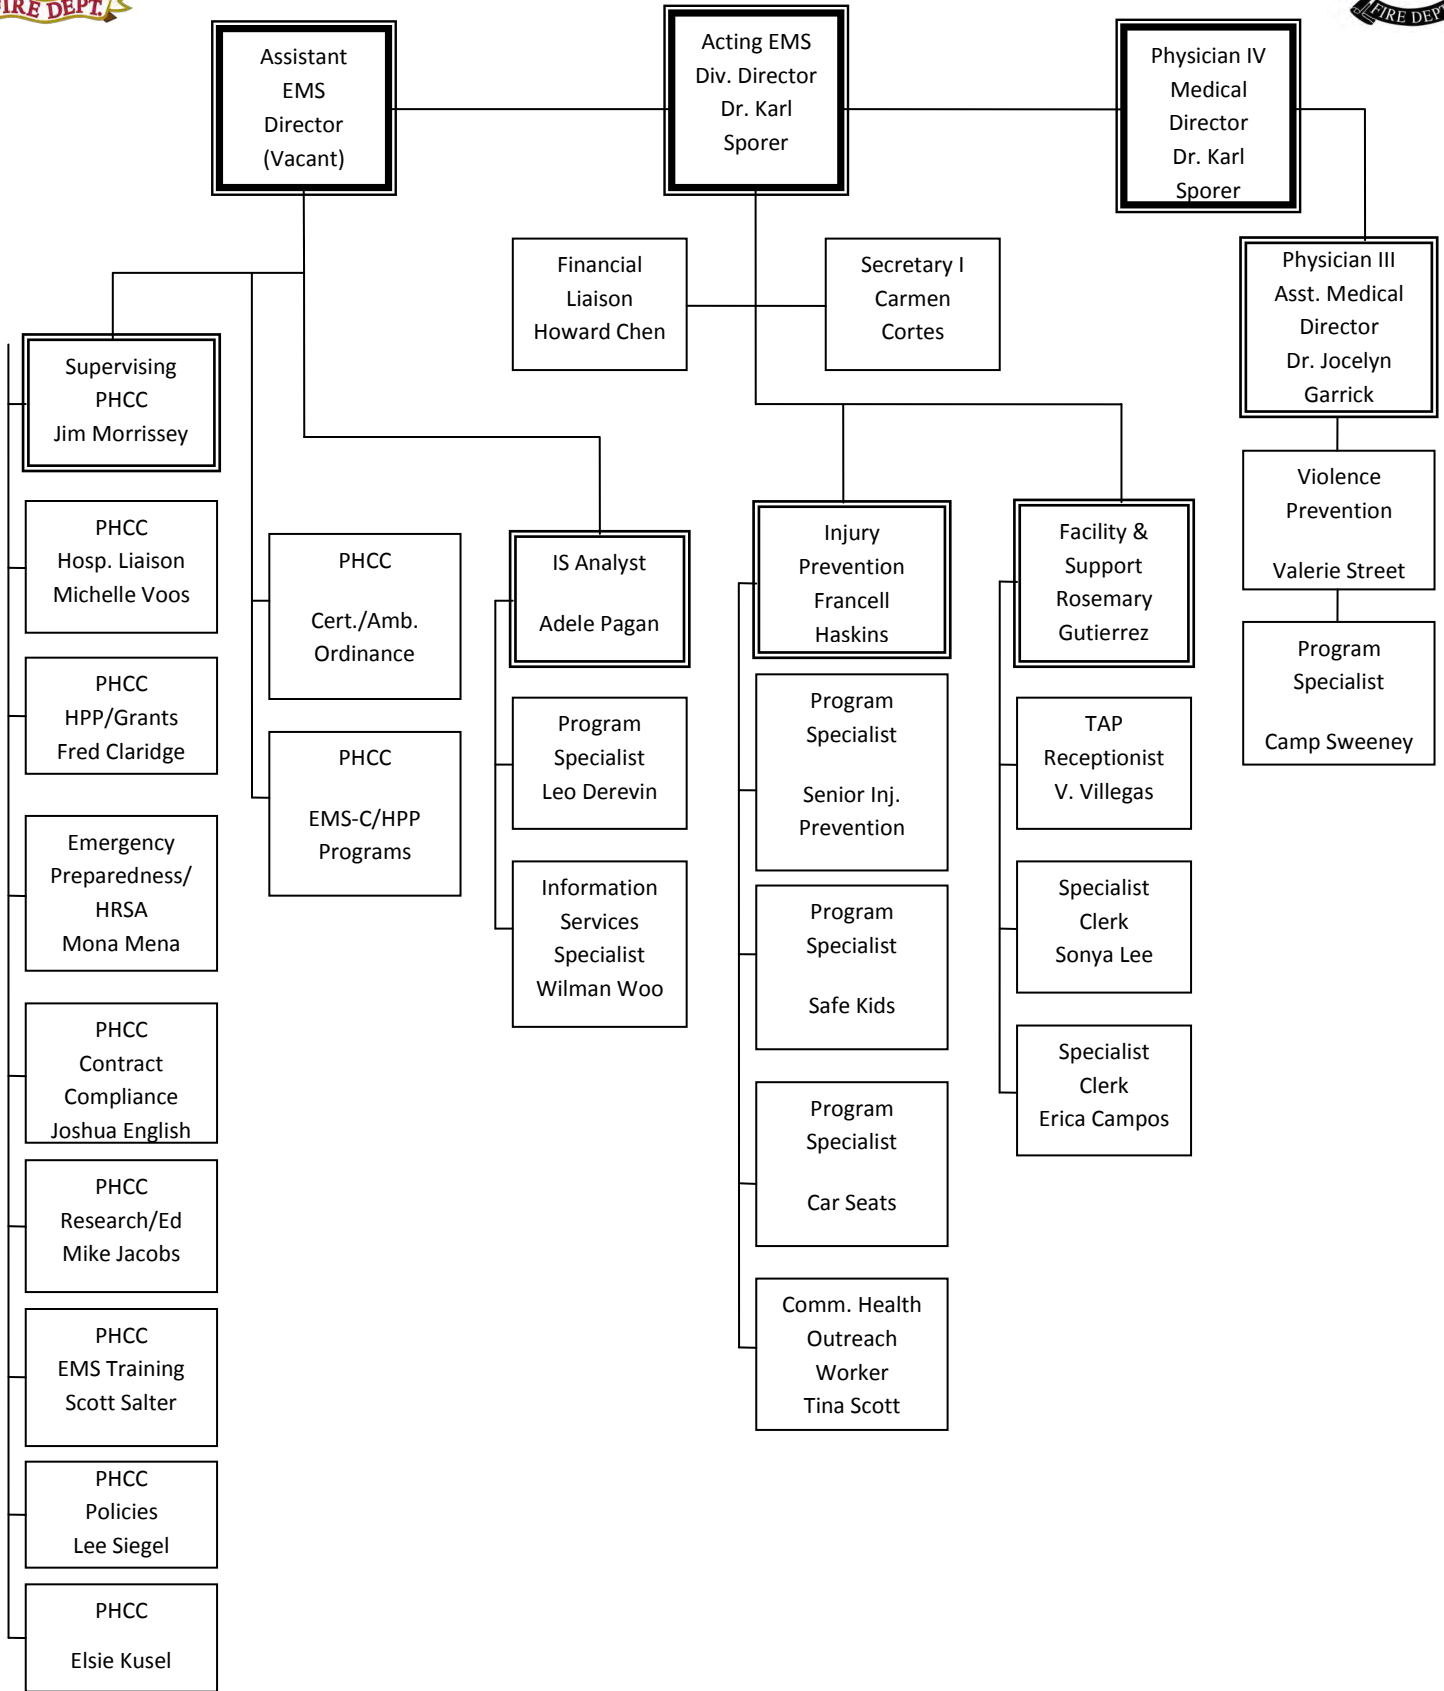 FIRE DEPT.
FIRE DEPT
Assistant
EMS
Director
(Vacant)
Acting EMS
Div. Director
Dr. Karl
Sporer
Physician IV
Medical
Director
Dr. Karl
Sporer
Financial
Liaison
Howard Chen
Secretary I
Carmen
Cortes
Physician III
Asst. Medical
Director
Dr. Jocelyn
Garrick
Supervising
PHCC
Jim Morrissey
PHCC
Hosp. Liaison
Michelle Voos
PHCC
HPP/Grants
Fred Claridge
Emergency
Preparedness/
HRSA
Mona Mena
PHCC
Contract
Compliance
Joshua English
PHCC
Research/Ed
Mike Jacobs
PHCC
EMS Training
Scott Salter
PHCC
Policies
Lee Siegel
PHCC
Elsie Kusel
PHCC
Cert./Amb.
Ordinance
PHCC
EMS-C/HPP
Programs
IS Analyst
Adele Pagan
Program
Specialist
Leo Derevin
Information
Services
Specialist
Wilman Woo
Injury
Prevention
Francell
Haskins
Program
Specialist
Senior Inj.
Prevention
Program
Specialist
Safe Kids
Program
Specialist
Car Seats
Comm. Health
Outreach
Worker
Tina Scott
Facility &
Support
Rosemary
Gutierrez
TAP
Receptionist
V. Villegas
Specialist
Clerk
Sonya Lee
Specialist
Clerk
Erica Campos
Violence
Prevention
Valerie Street
Program
Specialist
Camp Sweeney